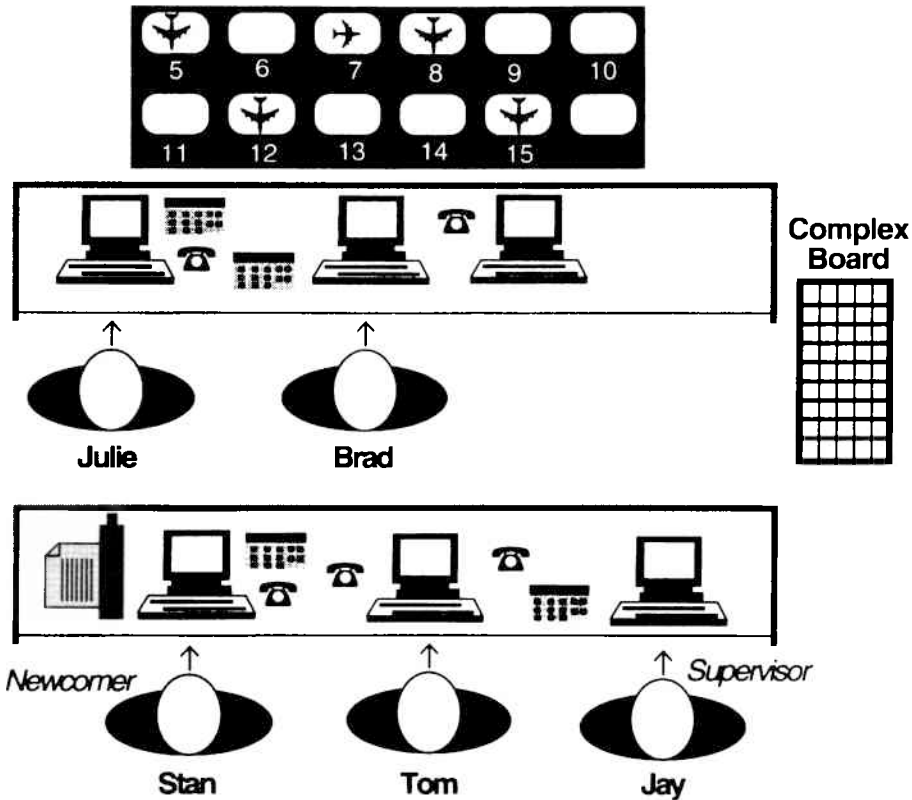 5 6 7 8 9 10
11 12 13 14 15
Complex
Board
Julie Brad
Newcomer Supervisor
Stan Tom Jay